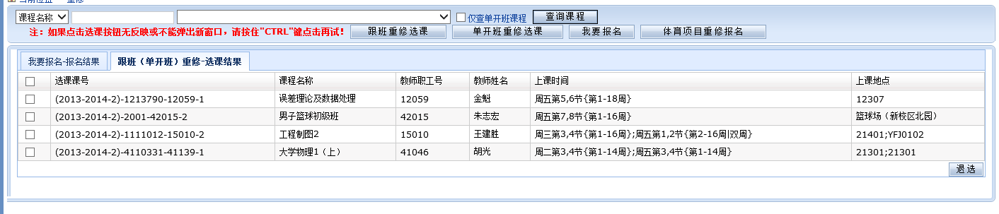 课程名称 仅查单开班课程 查询课程
注：如果点击选课按钮无反映或不能弹出新窗口，请按住"CTRL"键点击再试！ 跟班重修选课 单开班重修选课 我要报名 体育项目重修报名
我要报名-报名结果 跟班（单开班）重修-选课结果
选课课号 课程名称 教师职工号 教师姓名 上课时间 上课地点
(2013-2014-2)-1213790-12059-1 误差理论及数据处理 12059 金魁 周五第5,6节{第1-18周} 12307
(2013-2014-2)-2001-42015-2 男子篮球初级班 42015 朱志宏 周五第7,8节{第1-16周} 篮球场（新校区北园）
(2013-2014-2)-1111012-15010-2 工程制图2 15010 王建胜 周三第3,4节{第1-16周};周五第1,2节{第2-16周|双周} 21401;YFJ0102
(2013-2014-2)-4110331-41139-1 大学物理1（上） 41046 胡光 周二第3,4节{第1-14周};周五第3,4节{第1-14周} 21301;21301
退选